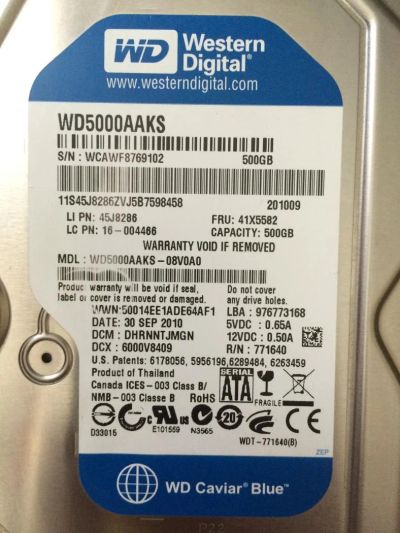 WD Western Digital®
www.westerndigital.com
WD5000AAKS
S/N : WCAWF8769102 500GB
11S45J8286ZVJ5B7598458 201009
LI PN: 45J8286 FRU: 41X5582
LC PN: 16-004466 CAPACITY: 500GB
WARRANTY VOID IF REMOVED
MDL : WD5000AAKS-08V0A0
Product warranty will be void if seal, Do not cover
label or cover is removed or damaged. any drive holes.
WWN:50014EE1ADE64AF1 LBA : 976773168
DATE: 30 SEP 2010 5VDC : 0.65A
DCM : DHRNNTJMGN 12VDC : 0.50A
DCX : 6000V8409 R/N : 771640
U.S. Patents: 6178056, 5956196,6289484, 6263459
Product of Thailand
Canada ICES-003 Class B/
NMB-003 Classe B RoHS
SERIAL ATA
FRAGILE
D33015 E101559 N3565 20
WDT-771640(B)
ZEP
WD Caviar® Blue™
P22